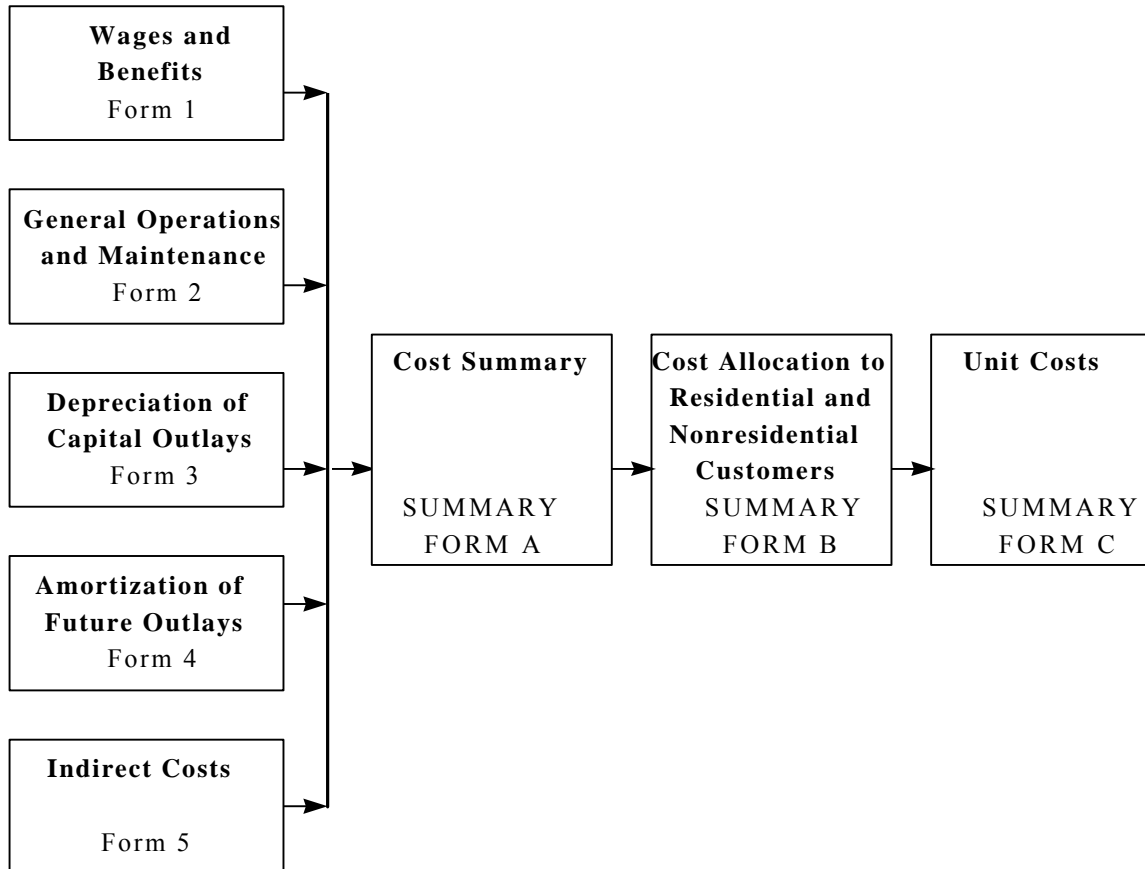 Wages and
Benefits
Form 1
General Operations
and Maintenance
Form 2
Depreciation of
Capital Outlays
Form 3
Amortization of
Future Outlays
Form 4
Indirect Costs
Form 5
Cost Summary
SUMMARY
FORM A
Cost Allocation to
Residential and
Nonresidential
Customers
SUMMARY
FORM B
Unit Costs
SUMMARY
FORM C